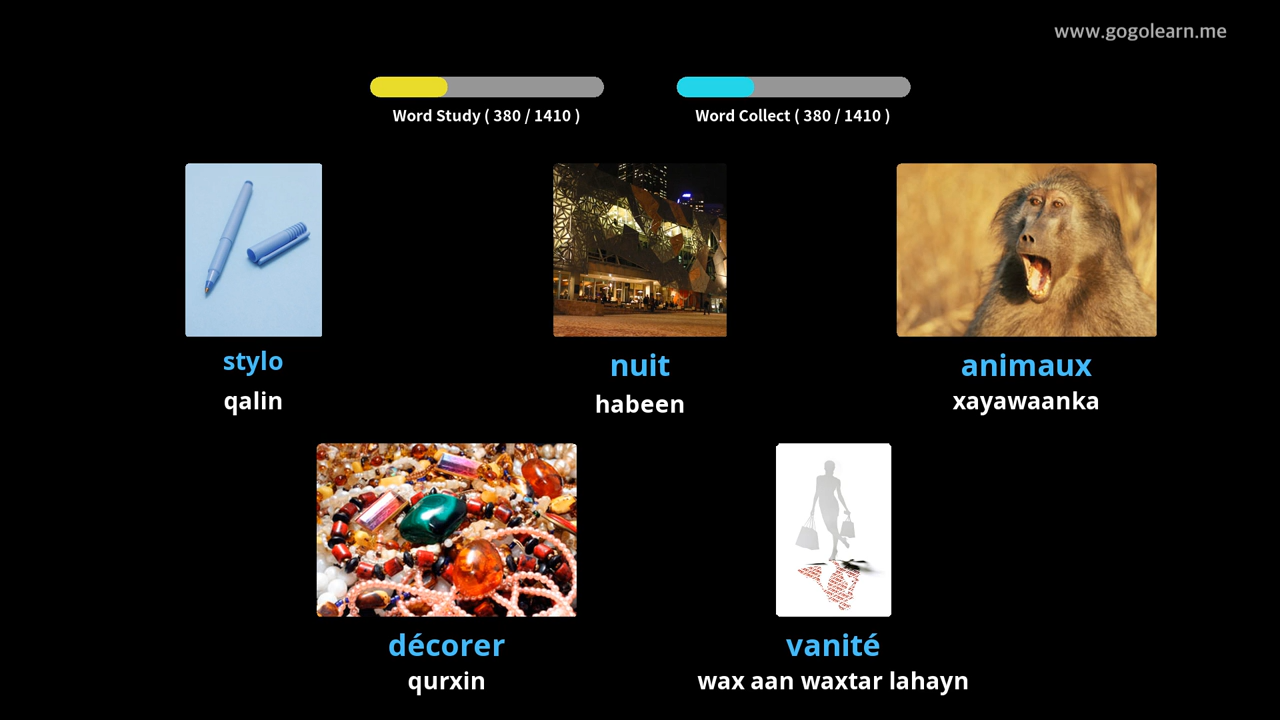 www.gogolearn.me
Word Study ( 380 / 1410 )
Word Collect ( 380 / 1410 )
stylo
nuit
animaux
qalin
habeen
xayawaanka
décorer
vanité
qurxin
wax aan waxtar lahayn